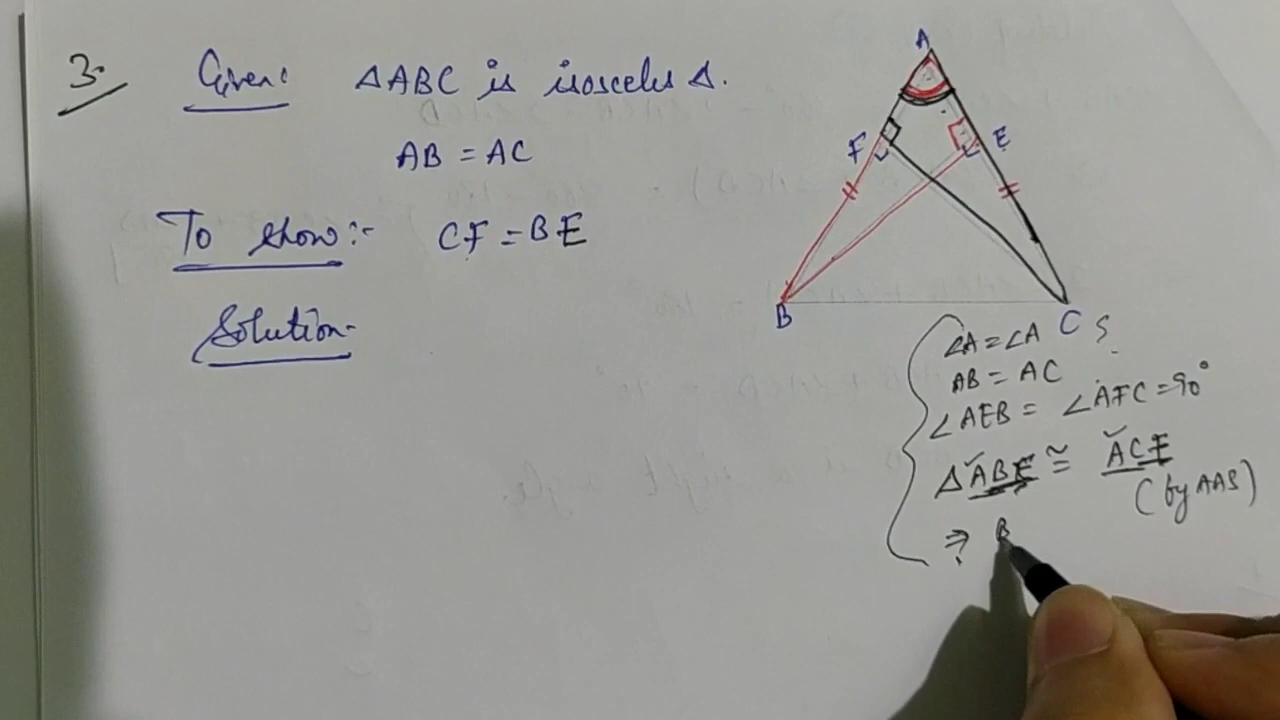 3.
Given: ΔABC is isosceles Δ.
AB = AC
To show:- CF = BE
Solution-
A
F
E
B
C
∠A = ∠A
AB = AC
∠AEB = ∠AFC = 90°
ΔABE ≅ ACF
(by AAS)
⇒ B